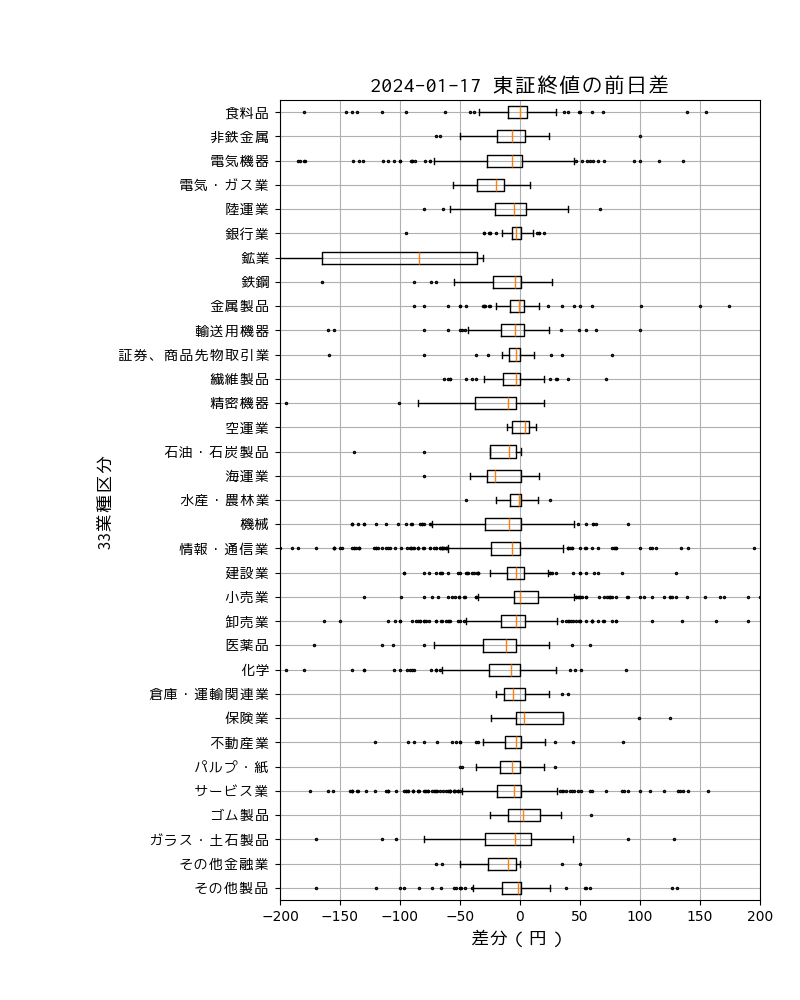 2024-01-17 東証終値の前日差
食料品
非鉄金属
電気機器
電気・ガス業
陸運業
銀行業
鉱業
鉄鋼
金属製品
輸送用機器
証券、商品先物取引業
繊維製品
精密機器
空運業
石油・石炭製品
海運業
水産・農林業
機械
情報・通信業
建設業
小売業
卸売業
医薬品
化学
倉庫・運輸関連業
保険業
不動産業
パルプ・紙
サービス業
ゴム製品
ガラス・土石製品
その他金融業
その他製品
33業種区分
−200 −150 −100 −50 0 50 100 150 200
差分（円）